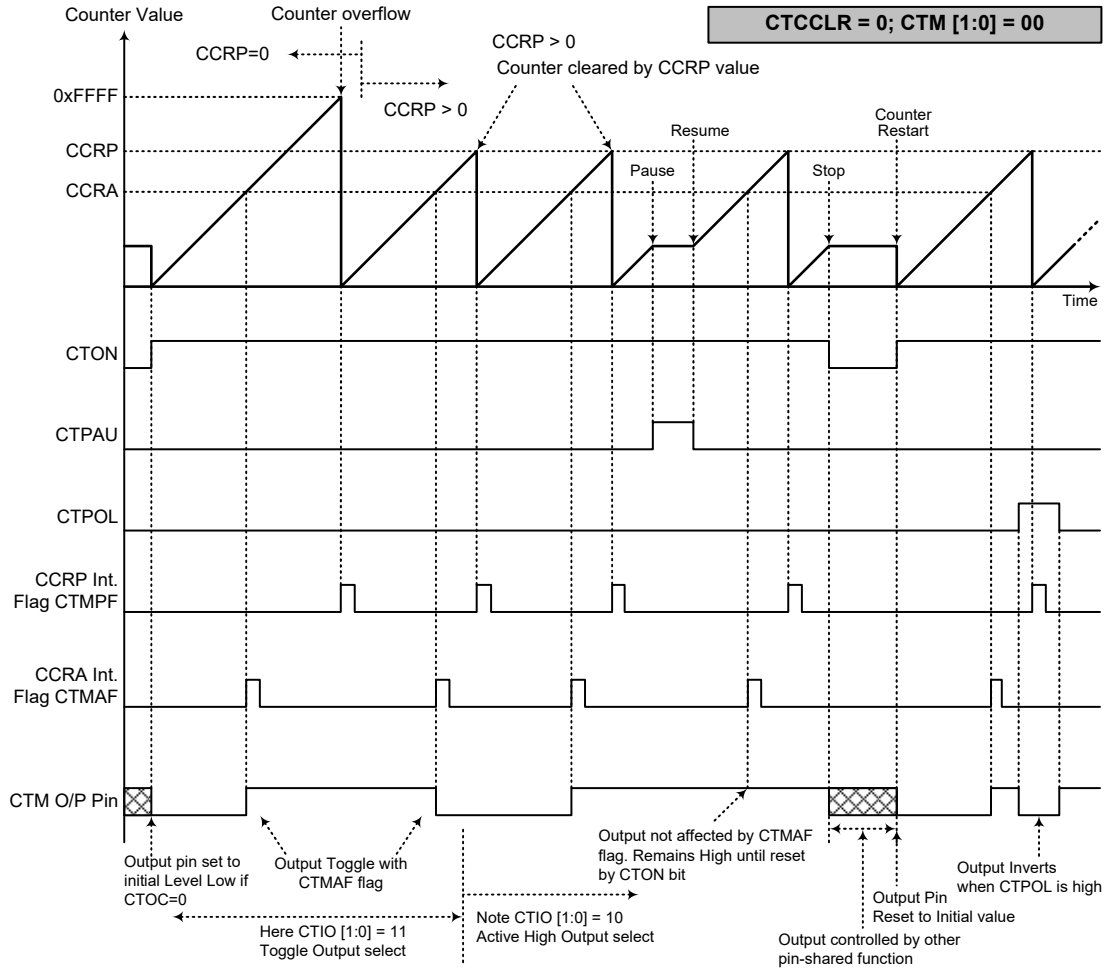 Counter Value
Counter overflow
CTCCLR = 0; CTM [1:0] = 00
CCRP=0
CCRP > 0
CCRP > 0
Counter cleared by CCRP value
0xFFFF
CCRP
CCRA
Pause
Resume
Stop
Counter
Restart
Time
CTON
CTPAU
CTPOL
CCRP Int.
Flag CTMPF
CCRA Int.
Flag CTMAF
CTM O/P Pin
Output pin set to
initial Level Low if
CTOC=0
Output Toggle with
CTMAF flag
Output not affected by CTMAF
flag. Remains High until reset
by CTON bit
Output Inverts
when CTPOL is high
Output Pin
Reset to Initial value
Here CTIO [1:0] = 11
Toggle Output select
Note CTIO [1:0] = 10
Active High Output select
Output controlled by other
pin-shared function